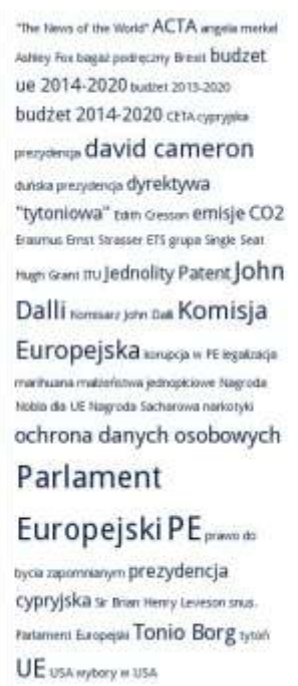 "The News of the World" ACTA angela merkel
Ashley Fox bagaż podręczny Brexit budzet
ue 2014-2020 budżet 2013-2020
budżet 2014-2020 CETA cypryjska
prezydencja david cameron
duńska prezydencja dyrektywa
"tytoniowa" Edith Cresson emisje CO2
Erasmus Ernst Strasser ETS grupa Single Seat
Hugh Grant ITU Jednolity Patent John
Dalli Komisarz John Dalli Komisja
Europejska korupcja w PE legalizacja
marihuana małżeństwa jednopłciowe Nagroda
Nobla dla UE Nagroda Sacharowa narkotyki
ochrona danych osobowych
Parlament
Europejski PE prawo do
bycia zapomnianym prezydencja
cypryjska Sir Brian Henry Leveson snus.
Parlament Europejski Tonio Borg tytoń
UE USA wybory w USA